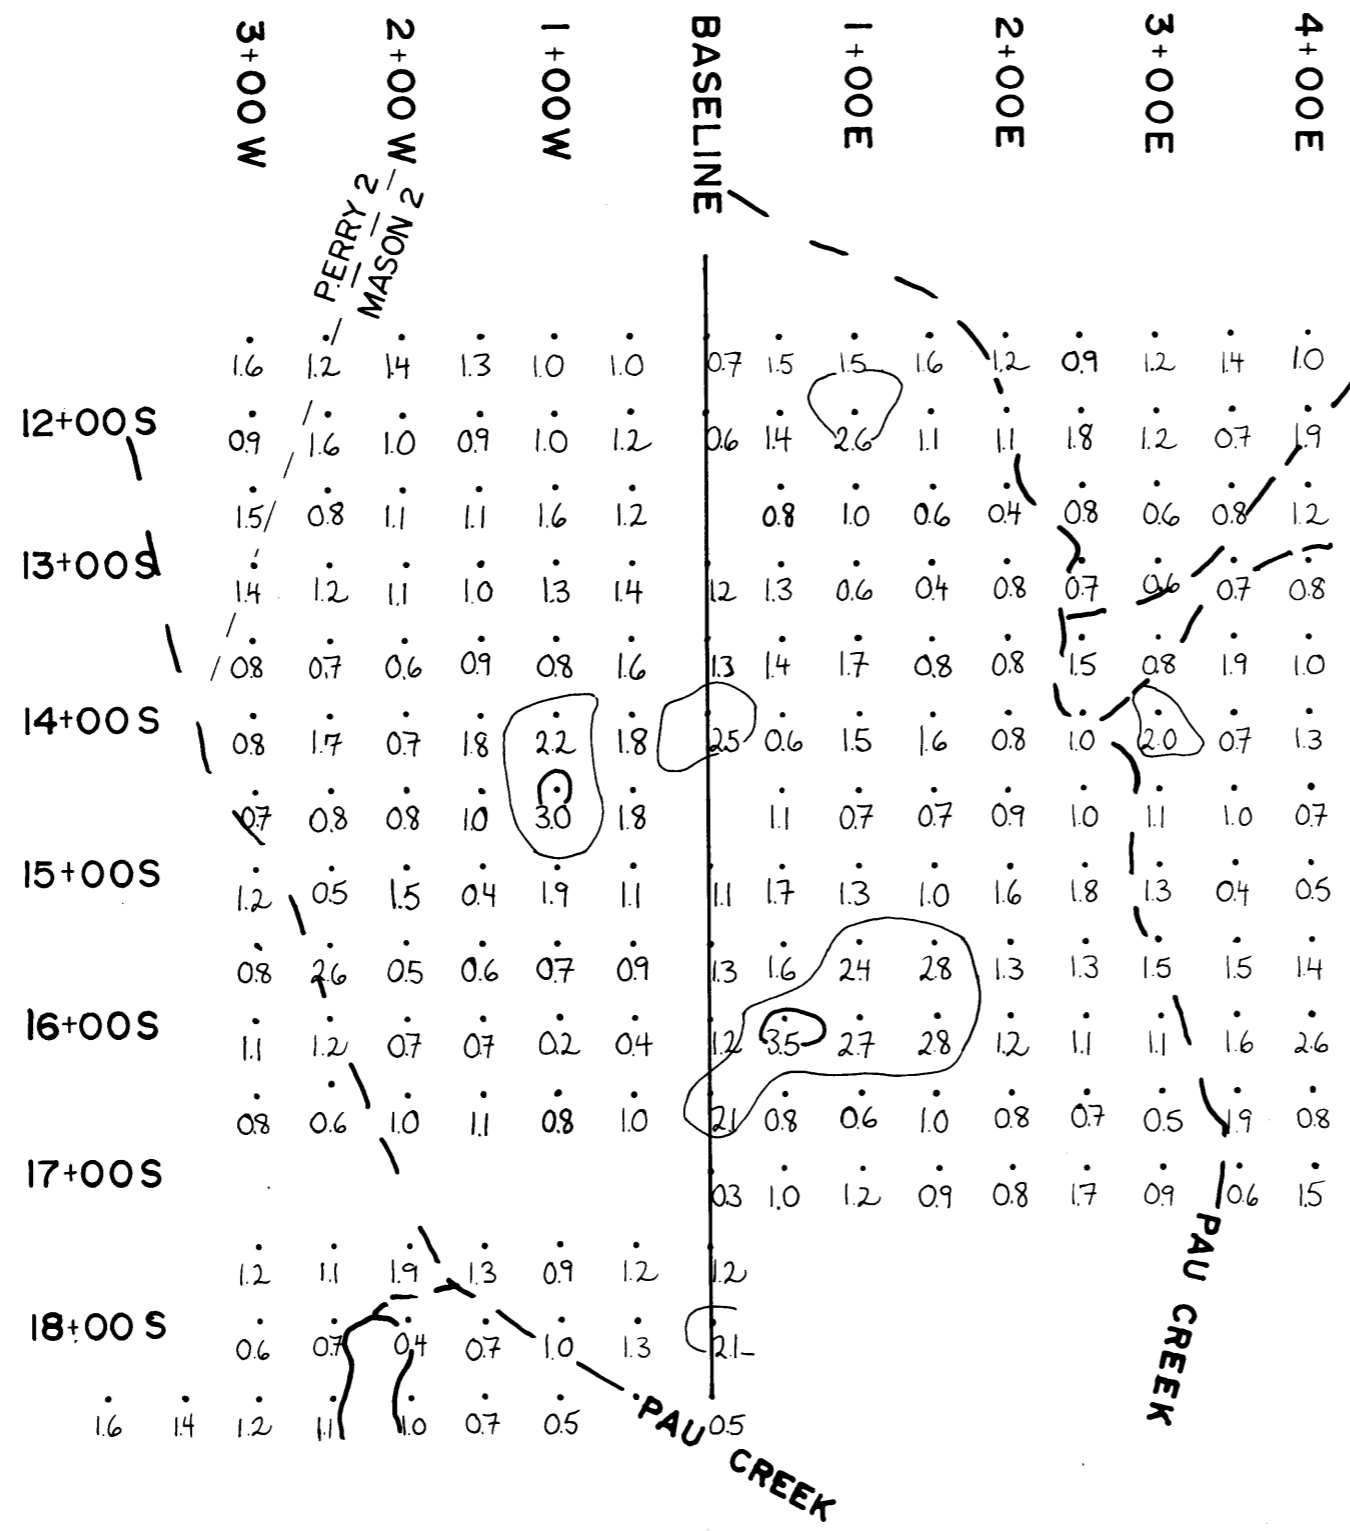 3+00W 2+00W 1+00W BASELINE 1+00E 2+00E 3+00E 4+00E
PERRY 2
MASON 2
1.6 1.2 1.4 1.3 1.0 1.0 0.7 1.5 1.5 1.6 1.2 0.9 1.2 1.4 1.0
12+00S
0.9 1.6 1.0 0.9 1.0 1.2 0.6 1.4 2.6 1.1 1.1 1.8 1.2 0.7 1.9
1.5 0.8 1.1 1.1 1.6 1.2 0.8 1.0 0.6 0.4 0.8 0.6 0.8 1.2
13+00S
1.4 1.2 1.1 1.0 1.3 1.4 1.2 1.3 0.6 0.4 0.8 0.7 0.6 0.7 0.8
0.8 0.7 0.6 0.9 0.8 1.6 1.3 1.4 1.7 0.8 0.8 1.5 0.8 1.9 1.0
14+00S
0.8 1.7 0.7 1.8 2.2 1.8 2.5 0.6 1.5 1.6 0.8 1.0 2.0 0.7 1.3
0.7 0.8 0.8 1.0 3.0 1.8 1.1 0.7 0.7 0.9 1.0 1.1 1.0 0.7
15+00S
1.2 0.5 1.5 0.4 1.9 1.1 1.1 1.7 1.3 1.0 1.6 1.8 1.3 0.4 0.5
0.8 2.6 0.5 0.6 0.7 0.9 1.3 1.6 2.4 2.8 1.3 1.3 1.5 1.5 1.4
16+00S
1.1 1.2 0.7 0.7 0.2 0.4 1.2 3.5 2.7 2.8 1.2 1.1 1.1 1.6 2.6
0.8 0.6 1.0 1.1 0.8 1.0 2.1 0.8 0.6 1.0 0.8 0.7 0.5 1.9 0.8
17+00S
0.3 1.0 1.2 0.9 0.8 1.7 0.9 0.6 1.5
PAU CREEK
1.2 1.1 1.9 1.3 0.9 1.2 1.2
18+00S
0.6 0.7 0.4 0.7 1.0 1.3 2.1
1.6 1.4 1.2 1.1 1.0 0.7 0.5 0.5
PAU CREEK